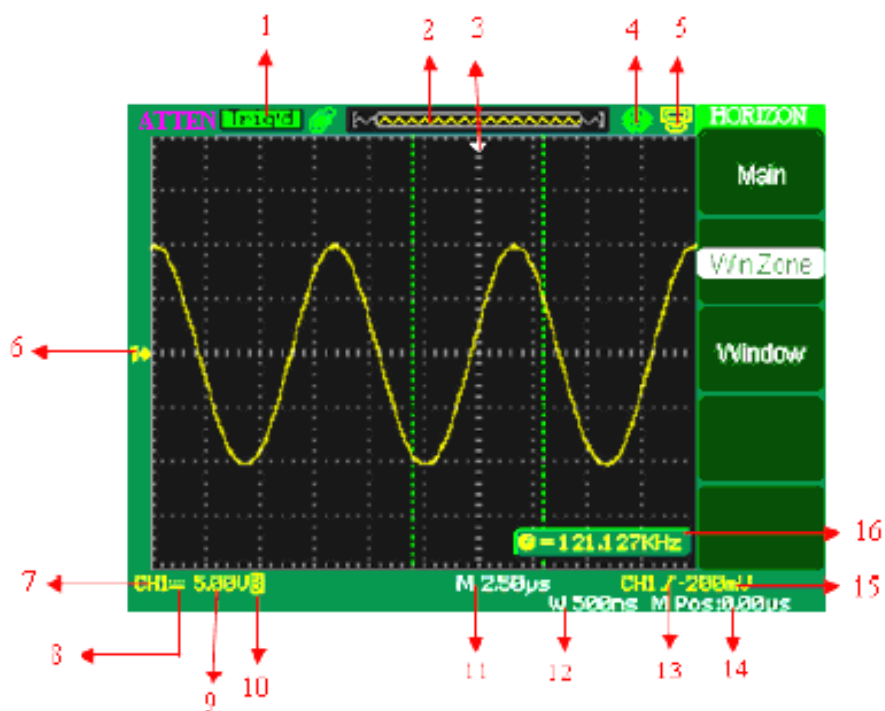 1 2 3 4 5
ATTEN Trig'd HORIZON
Main
Win Zone
6
Window
16
7 CH1 5.00V B M 2.50µs CH1 -200mV 15
=121.127KHz
W 500ns M Pos:0.00µs
8 9 10 11 12 13 14